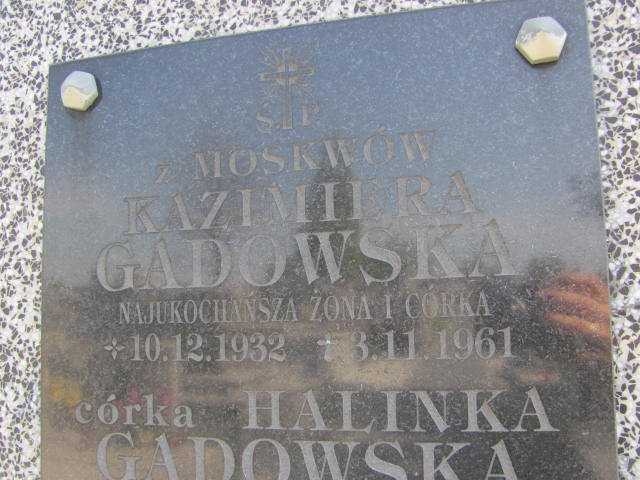 Ś.P.
z MOSKWÓW
KAZIMIERA
GADOWSKA
NAJUKOCHAŃSZA ŻONA I CÓRKA
10.12.1932 3.11.1961
córka HALINKA
GADOWSKA